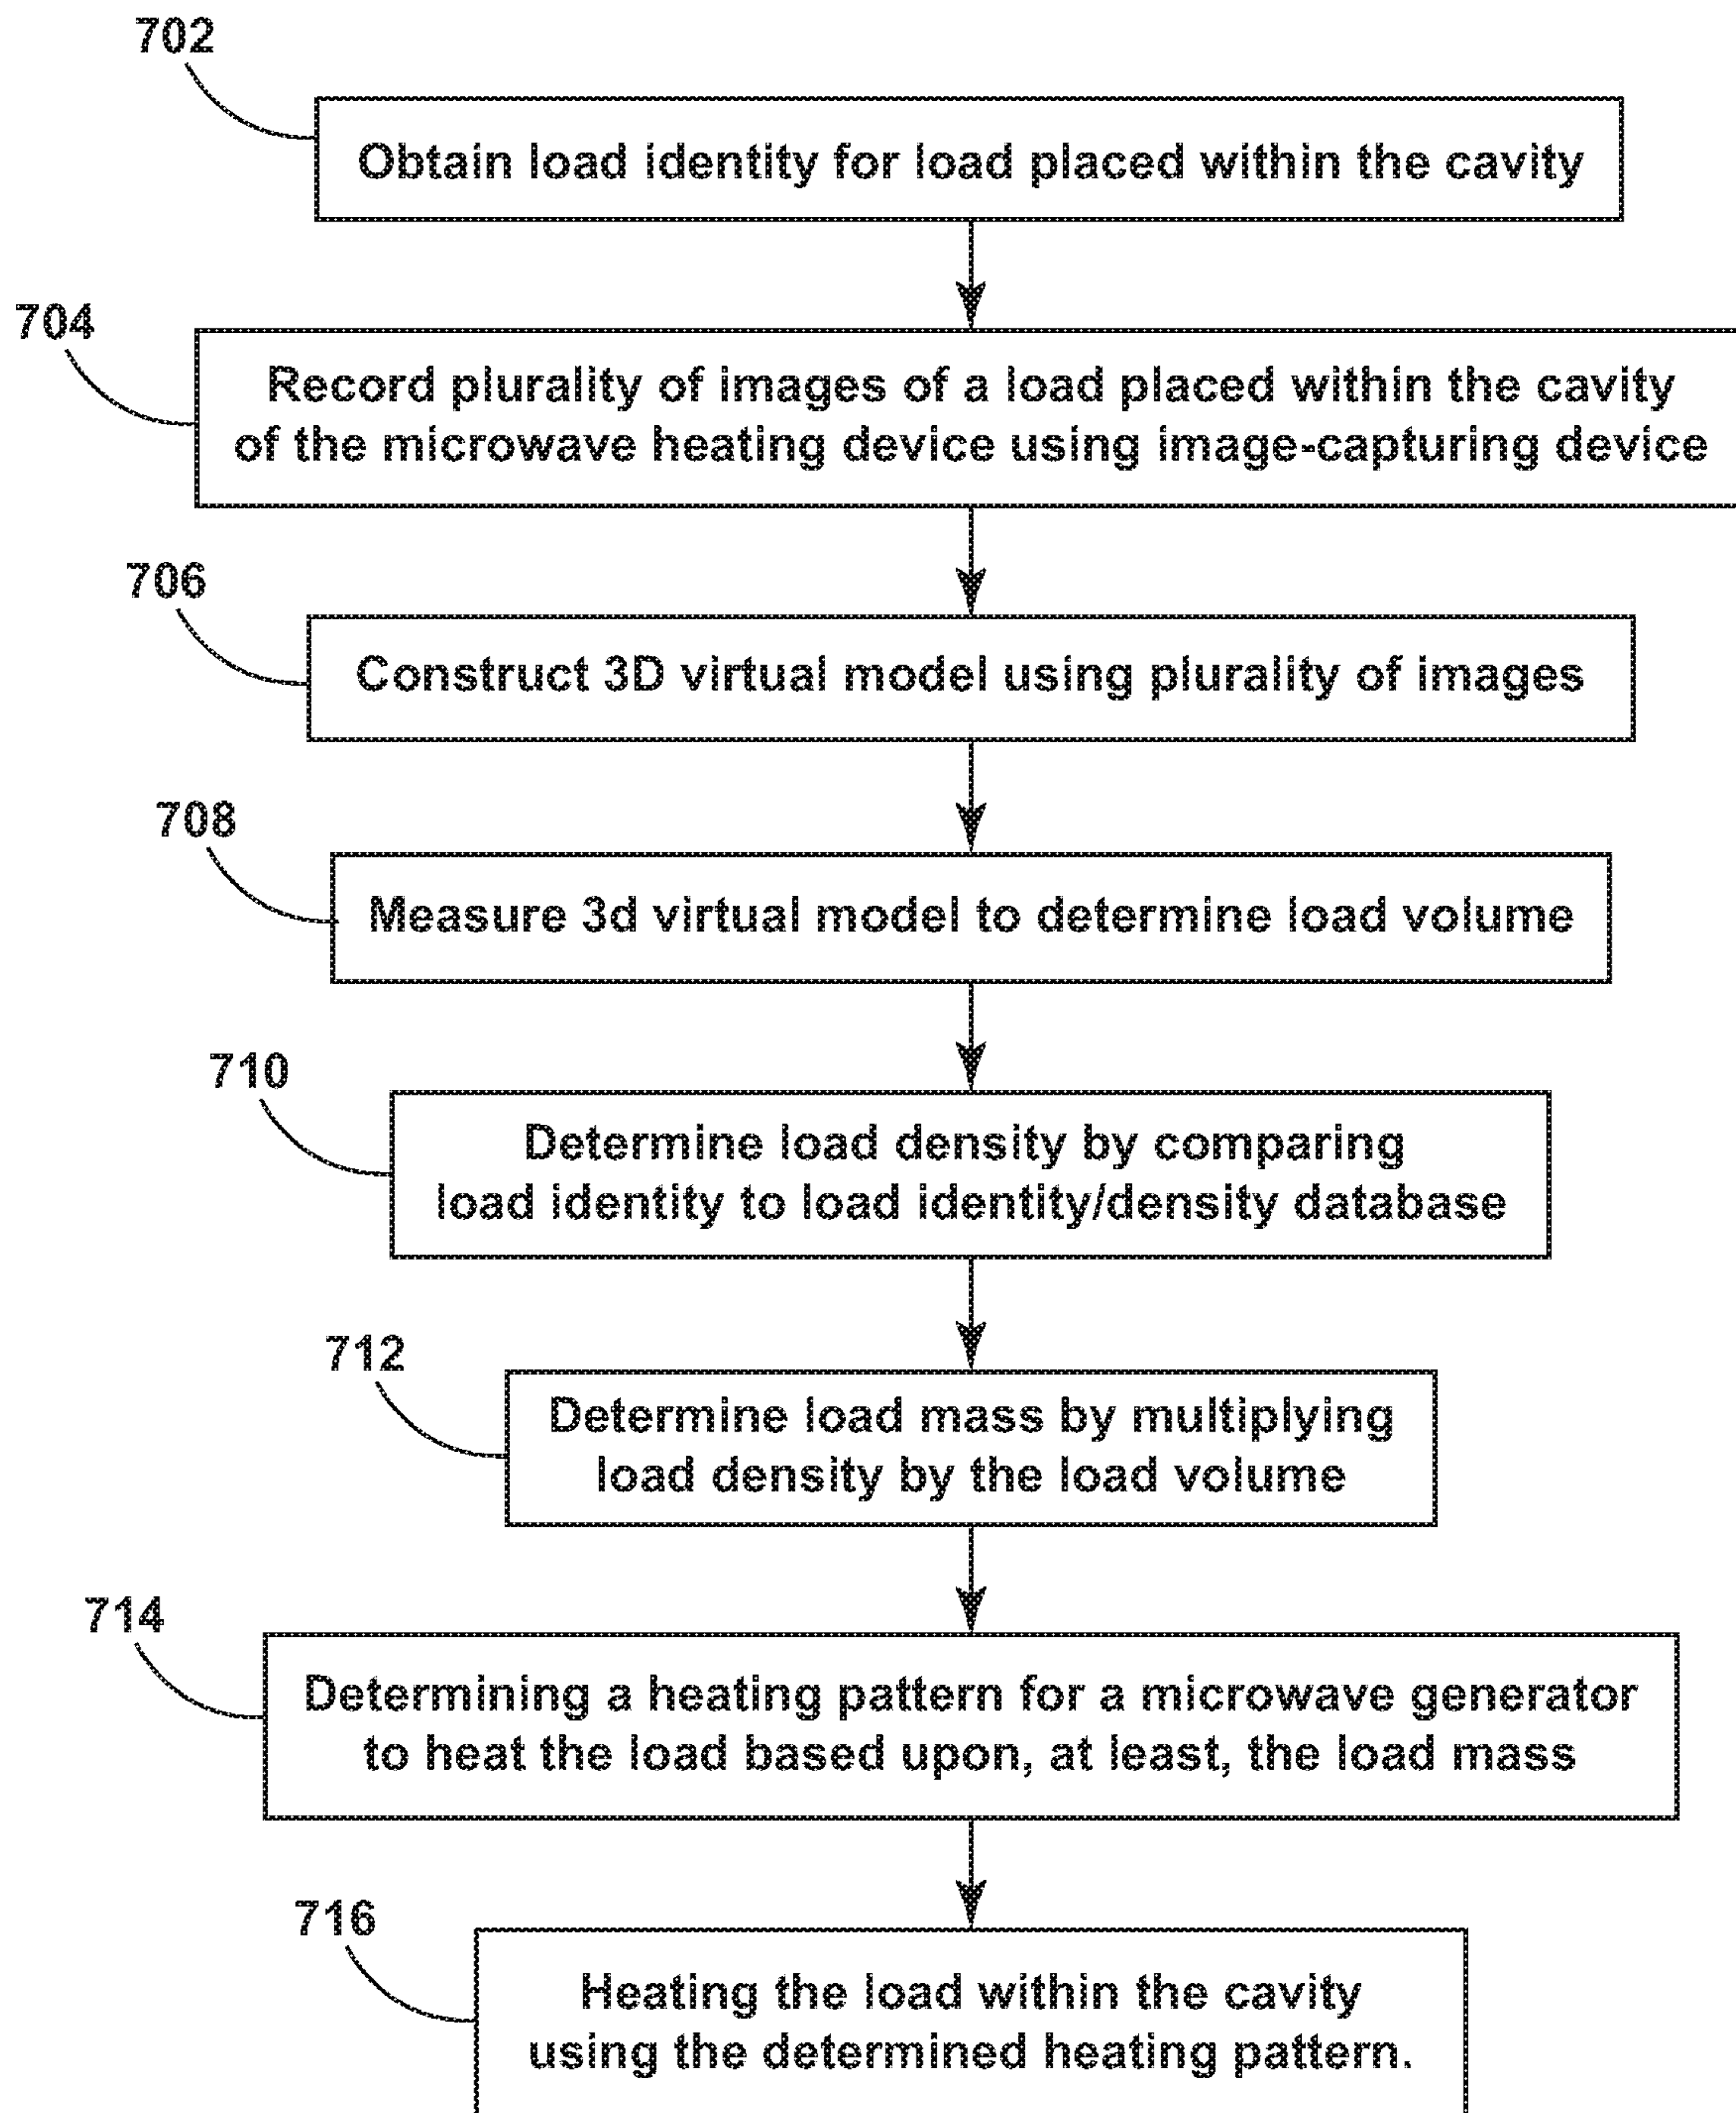 702
Obtain load identity for load placed within the cavity
704
Record plurality of images of a load placed within the cavity
of the microwave heating device using image-capturing device
706
Construct 3D virtual model using plurality of images
708
Measure 3d virtual model to determine load volume
710
Determine load density by comparing
load identity to load identity/density database
712
Determine load mass by multiplying
load density by the load volume
714
Determining a heating pattern for a microwave generator
to heat the load based upon, at least, the load mass
716
Heating the load within the cavity
using the determined heating pattern.